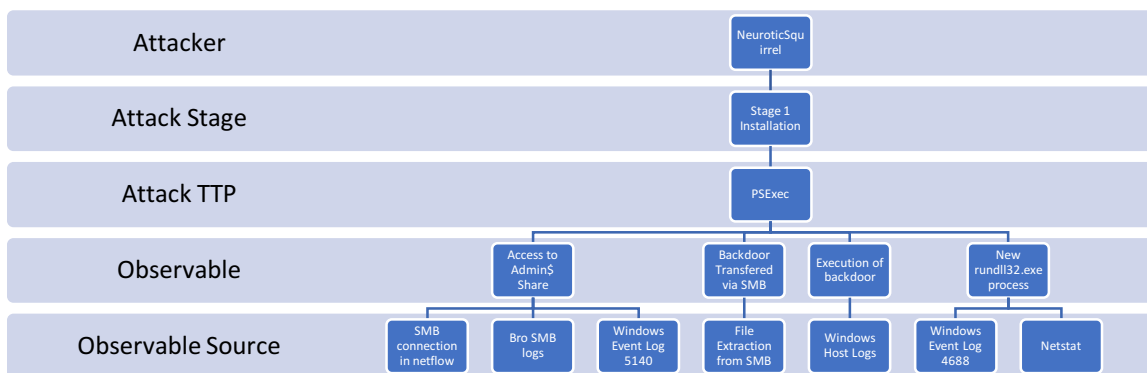 Attacker
NeuroticSqu
irrel
Attack Stage
Stage 1
Installation
Attack TTP
PSExec
Observable
Access to
Admin$
Share
Backdoor
Transfered
via SMB
Execution of
backdoor
New
rundll32.exe
process
Observable Source
SMB
connection
in netflow
Bro SMB
logs
Windows
Event Log
5140
File
Extraction
from SMB
Windows
Host Logs
Windows
Event Log
4688
Netstat